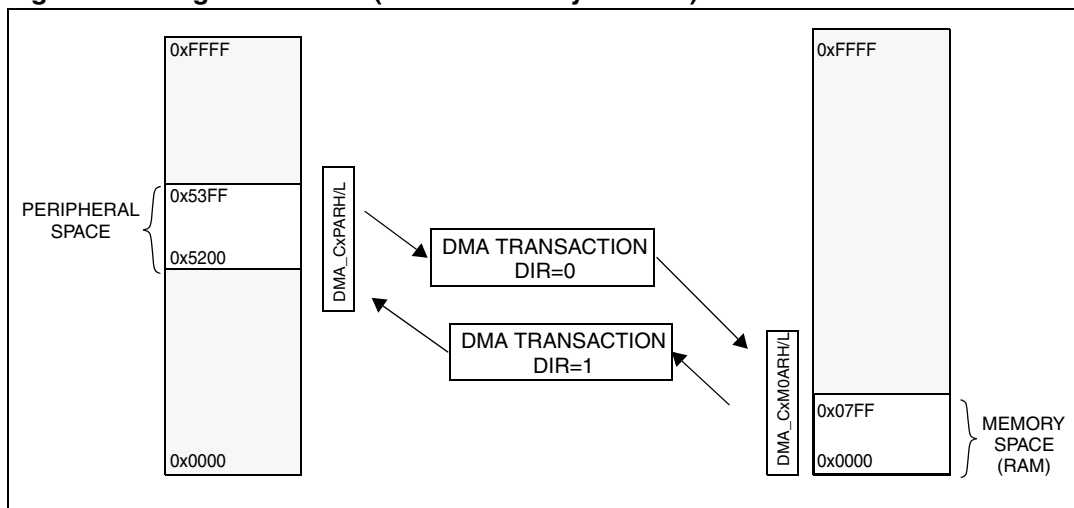 0xFFFF
0x53FF
0x5200
0x0000
PERIPHERAL
SPACE
DMA_CxPARH/L
DMA TRANSACTION
DIR=0
DMA TRANSACTION
DIR=1
DMA_CxM0ARH/L
0xFFFF
0x07FF
0x0000
MEMORY
SPACE
(RAM)